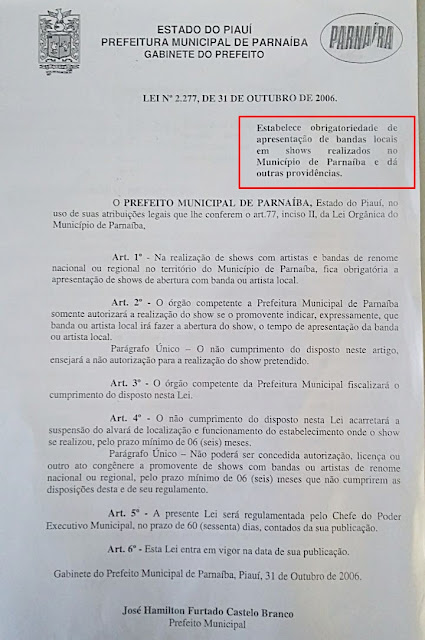 ESTADO DO PIAUÍ
PREFEITURA MUNICIPAL DE PARNAÍBA
GABINETE DO PREFEITO
PARNAÍBA
LEI Nº 2.277, DE 31 DE OUTUBRO DE 2006.
Estabelece obrigatoriedade de
apresentação de bandas locais
em shows realizados no
Município de Parnaíba e dá
outras providências.
O PREFEITO MUNICIPAL DE PARNAÍBA, Estado do Piauí, no
uso de suas atribuições legais que lhe conferem o art.77, inciso II, da Lei Orgânica do
Município de Parnaíba,
Art. 1º - Na realização de shows com artistas e bandas de renome
nacional ou regional no território do Município de Parnaíba, fica obrigatória a
apresentação de shows de abertura com banda ou artista local.
Art. 2º - O órgão competente a Prefeitura Municipal de Parnaíba
somente autorizará a realização do show se o promovente indicar, expressamente, que
banda ou artista local irá fazer a abertura do show, o tempo de apresentação da banda
ou artista local.
Parágrafo Único – O não cumprimento do disposto neste artigo,
ensejará a não autorização para a realização do show pretendido.
Art. 3º - O órgão competente da Prefeitura Municipal fiscalizará o
cumprimento do disposto nesta Lei.
Art. 4º - O não cumprimento do disposto nesta Lei acarretará a
suspensão do alvará de localização e funcionamento do estabelecimento onde o show
se realizou, pelo prazo mínimo de 06 (seis) meses.
Parágrafo Único – Não poderá ser concedida autorização, licença ou
outro ato congênere a promovente de shows com bandas ou artistas de renome
nacional ou regional, pelo prazo mínimo de 06 (seis) meses que não cumprirem as
disposições desta e de seu regulamento.
Art. 5º - A presente Lei será regulamentada pelo Chefe do Poder
Executivo Municipal, no prazo de 60 (sessenta) dias, contados da sua publicação.
Art. 6º - Esta Lei entra em vigor na data de sua publicação.
Gabinete do Prefeito Municipal de Parnaíba, Piauí, 31 de Outubro de 2006.
José Hamilton Furtado Castelo Branco
Prefeito Municipal